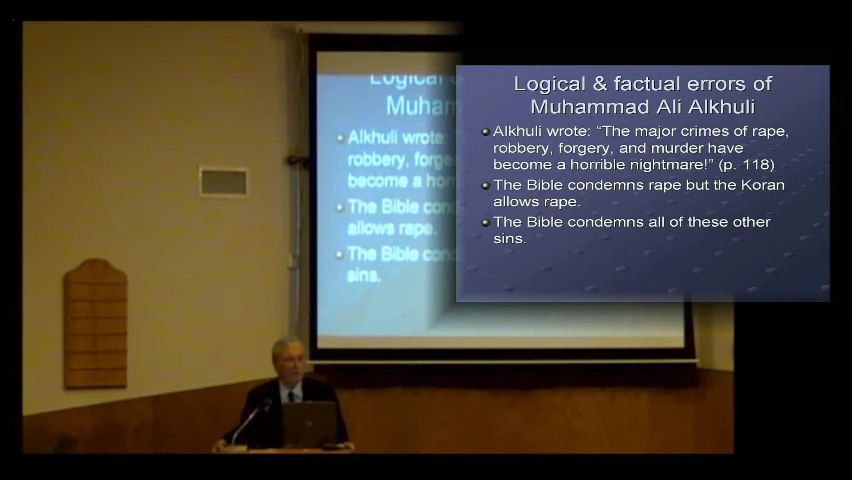 Logical & factual errors of
Muhammad Ali Alkhuli
Alkhuli wrote: “The major crimes of rape,
robbery, forgery, and murder have
become a horrible nightmare!” (p. 118)
The Bible condemns rape but the Koran
allows rape.
The Bible condemns all of these other
sins.
Logical
Muham
Alkhuli wrote:
robbery, forge
become a hor
The Bible cond
allows rape.
The Bible cond
sins.